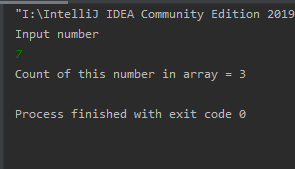 "I:\IntelliJ IDEA Community Edition 2019
Input number
7
Count of this number in array = 3
Process finished with exit code 0